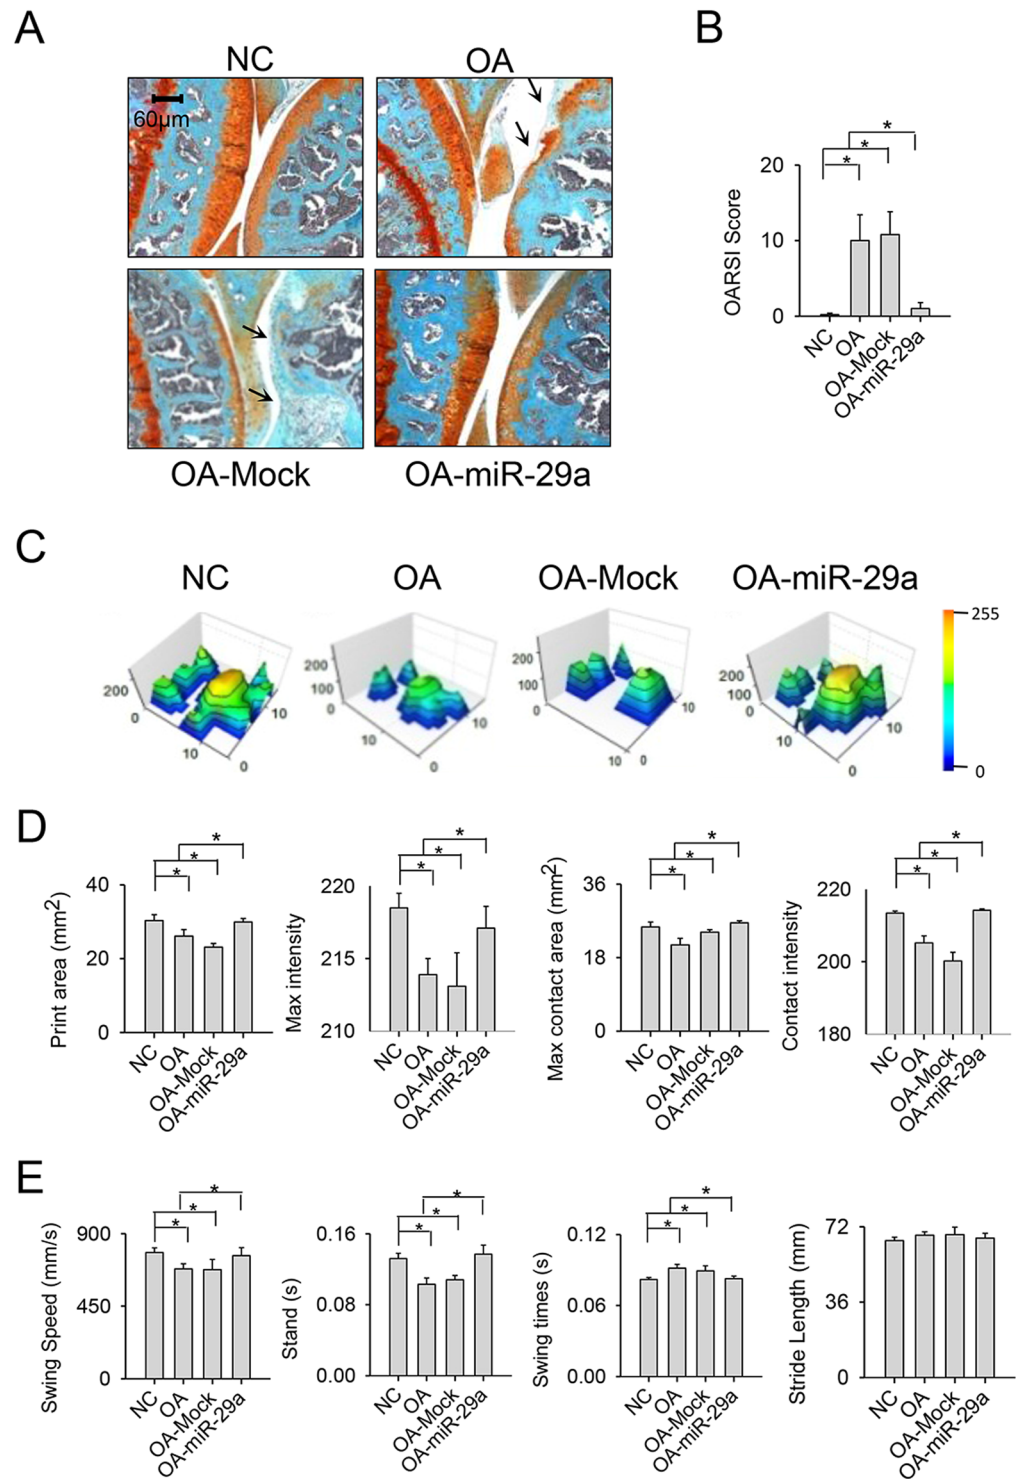 A
NC
OA
60μm
OA-Mock
OA-miR-29a
B
OARSI Score
20
10
0
*
*
*
NC
OA
OA-Mock
OA-miR-29a
C
NC
OA
OA-Mock
OA-miR-29a
200
0
10
10
0
200
100
0
10
10
0
200
100
0
10
10
0
200
100
0
10
10
0
255
0
D
Print area (mm2)
40
20
0
*
*
*
NC
OA
OA-Mock
OA-miR-29a
Max intensity
220
215
210
*
*
*
NC
OA
OA-Mock
OA-miR-29a
Max contact area (mm2)
36
18
0
*
*
*
NC
OA
OA-Mock
OA-miR-29a
Contact intensity
220
200
180
*
*
*
NC
OA
OA-Mock
OA-miR-29a
E
Swing Speed (mm/s)
900
450
0
*
*
*
NC
OA
OA-Mock
OA-miR-29a
Stand (s)
0.16
0.08
0.00
*
*
*
NC
OA
OA-Mock
OA-miR-29a
Swing times (s)
0.12
0.06
0.00
*
*
*
NC
OA
OA-Mock
OA-miR-29a
Stride Length (mm)
72
36
0
NC
OA
OA-Mock
OA-miR-29a